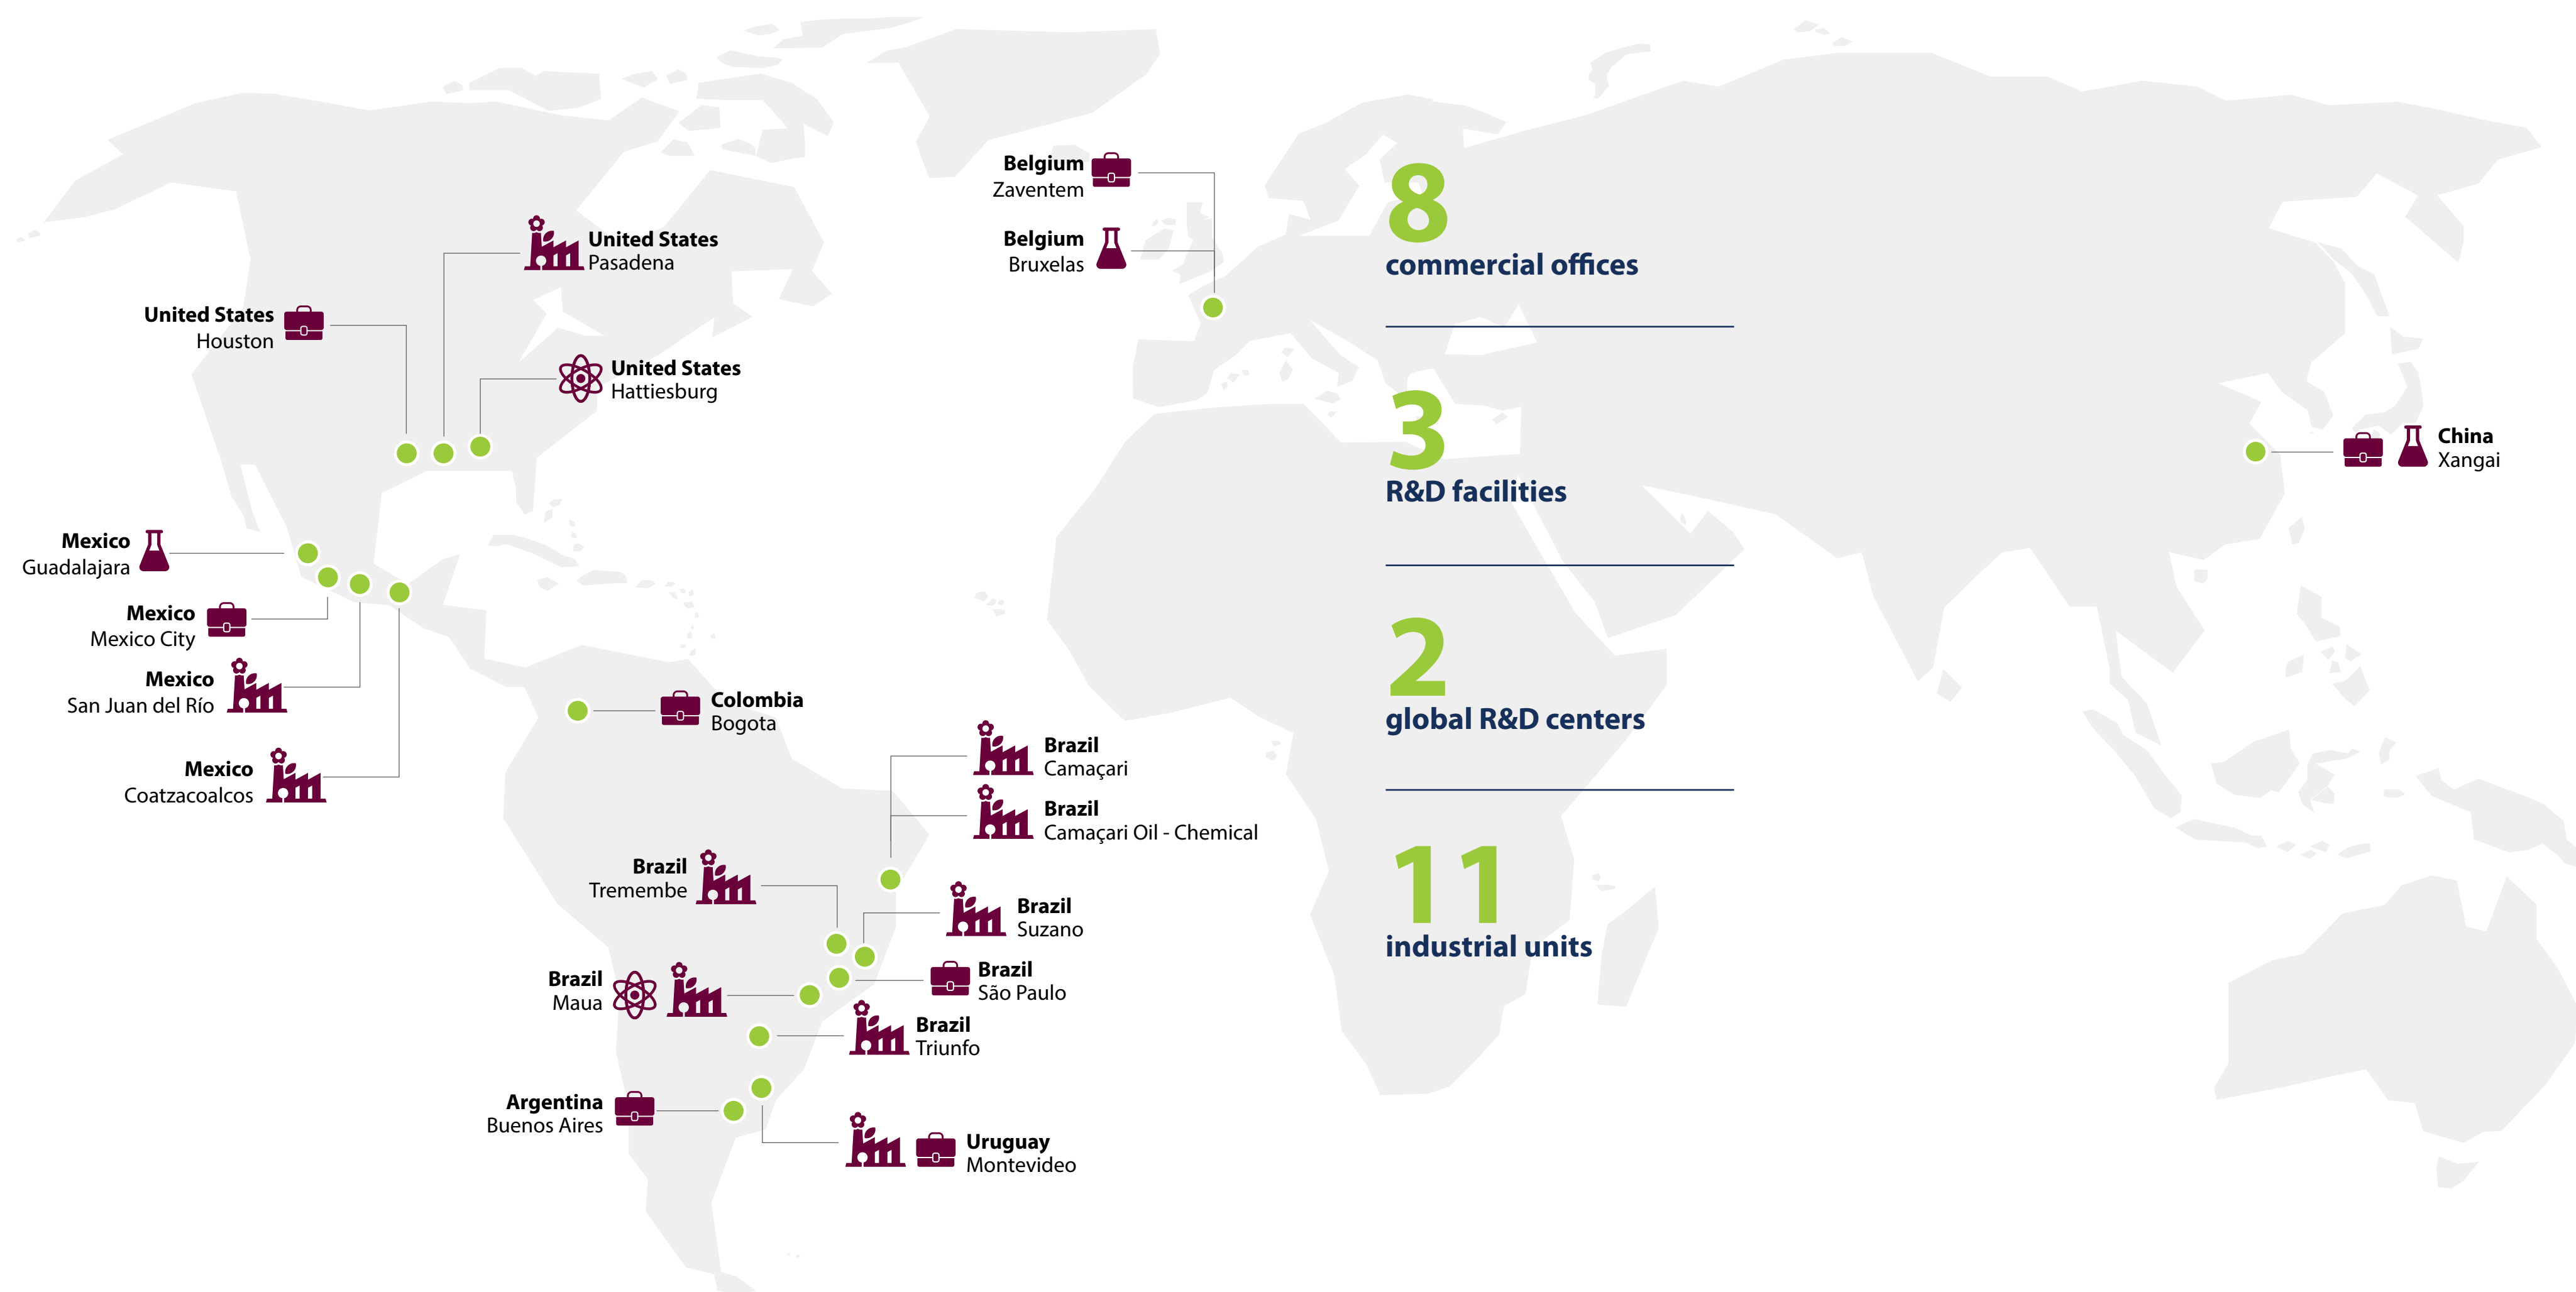 Belgium
Zaventem
Belgium
Bruxelas
United States
Pasadena
United States
Houston
United States
Hattiesburg
8
commercial offices
3
R&D facilities
2
global R&D centers
11
industrial units
China
Xangai
Mexico
Guadalajara
Mexico
Mexico City
Mexico
San Juan del Río
Mexico
Coatzacoalcos
Colombia
Bogota
Brazil
Camaçari
Brazil
Camaçari Oil - Chemical
Brazil
Tremembe
Brazil
Suzano
Brazil
São Paulo
Brazil
Maua
Brazil
Triunfo
Argentina
Buenos Aires
Uruguay
Montevideo